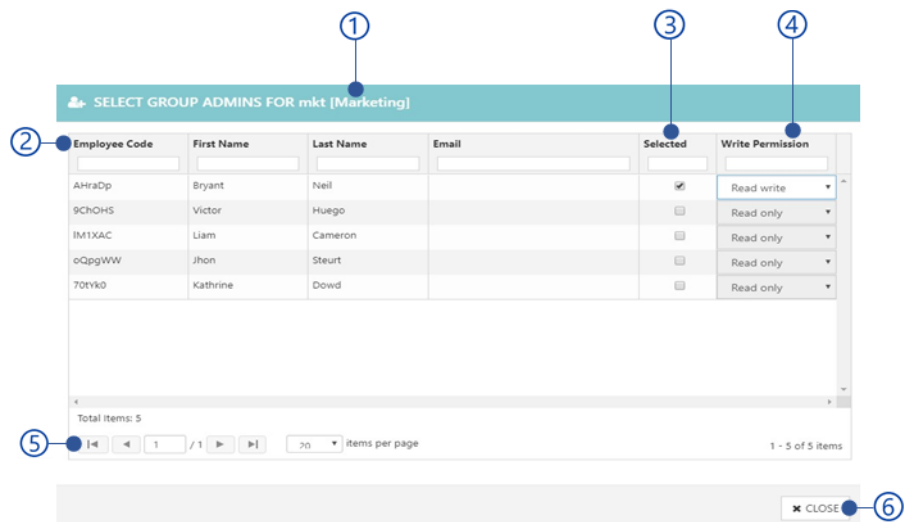 1
3
4
SELECT GROUP ADMINS FOR mkt [Marketing]
2
Employee Code First Name Last Name Email Selected Write Permission
AHraDp Bryant Neil Read write
9ChOHS Victor Huego Read only
lM1XAC Liam Cameron Read only
oQpgWW Jhon Steurt Read only
70tYk0 Kathrine Dowd Read only
Total Items: 5
5
1 / 1 20 items per page 1 - 5 of 5 items
CLOSE
6